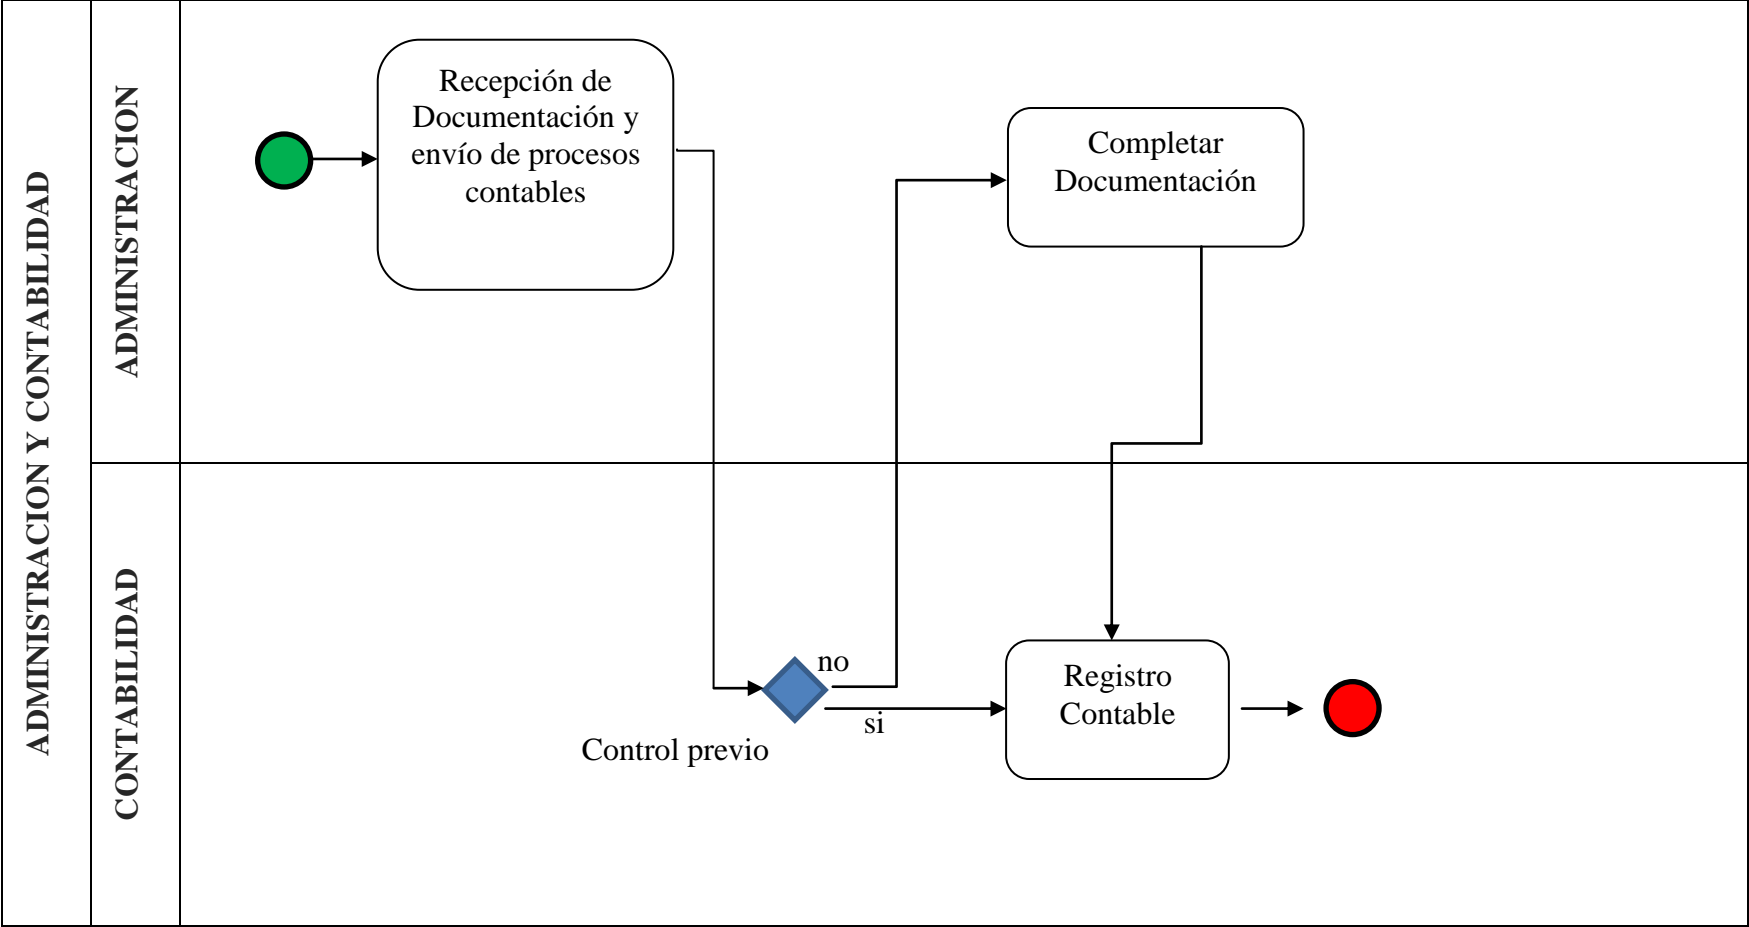 ADMINISTRACION Y CONTABILIDAD
ADMINISTRACION
Recepción de
Documentación y
envío de procesos
contables
Completar
Documentación
CONTABILIDAD
no
si
Control previo
Registro
Contable